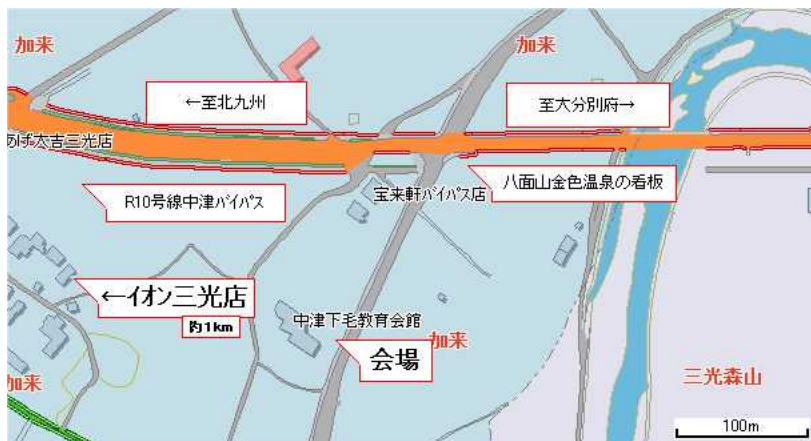 加来
加来
←至北九州
至大分別府→
あげ太吉三光店
R10号線中津バイパス
宝来軒バイパス店
八面山金色温泉の看板
←イオン三光店
約1km
中津下毛教育会館
加来
会場
加来
三光森山
100m